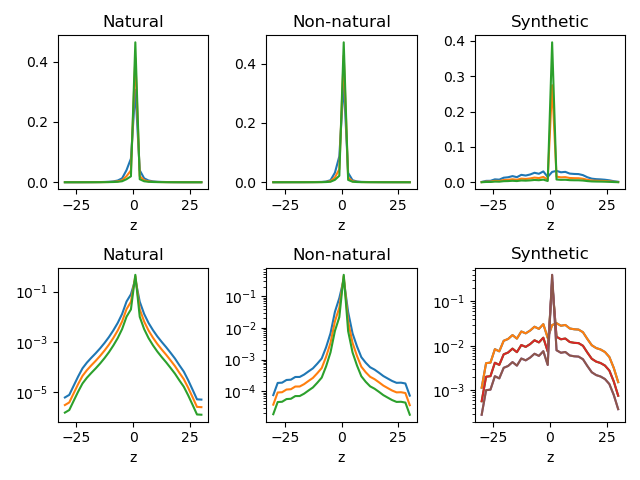 Natural Non-natural Synthetic
0.4 0.4 0.4
0.3
0.2 0.2 0.2
0.1
0.0 0.0 0.0
−25 0 25 −25 0 25 −25 0 25
z z z
Natural Non-natural Synthetic
10⁻¹ 10⁻¹ 10⁻¹
10⁻²
10⁻³ 10⁻³ 10⁻²
10⁻⁵ 10⁻⁴ 10⁻³
−25 0 25 −25 0 25 −25 0 25
z z z